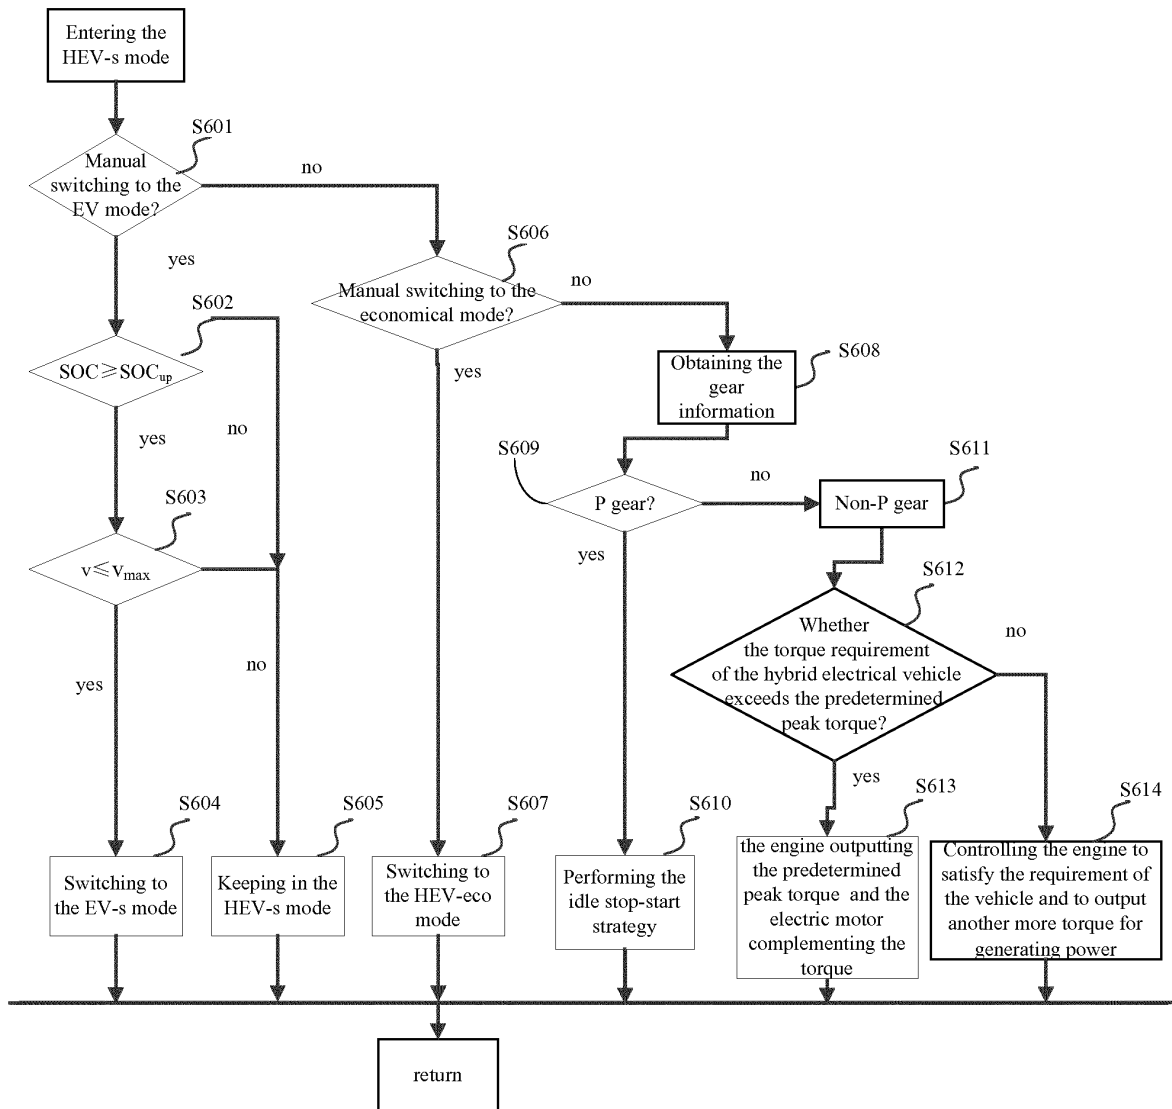 Entering the
HEV-s mode
S601
Manual
switching to the
EV mode?
no
yes
S606
Manual switching to the
economical mode?
no
yes
S602
SOC≥SOCup
yes
no
S608
Obtaining the
gear
information
S609
P gear?
no
yes
S611
Non-P gear
S603
v≤vmax
yes
no
S612
Whether
the torque requirement
of the hybrid electrical vehicle
exceeds the predetermined
peak torque?
no
yes
S604
Switching to
the EV-s mode
S605
Keeping in the
HEV-s mode
S607
Switching to
the HEV-eco
mode
S610
Performing the
idle stop-start
strategy
S613
the engine outputting
the predetermined
peak torque and the
electric motor
complementing the
torque
S614
Controlling the engine to
satisfy the requirement of
the vehicle and to output
another more torque for
generating power
return